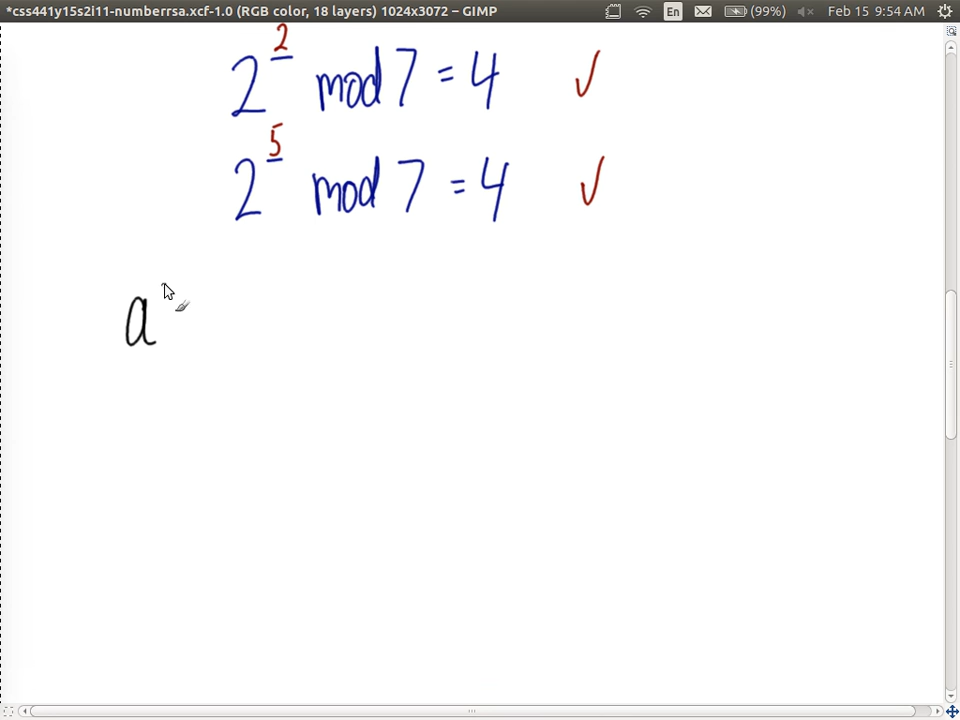 *css441y15s2i11-numberrsa.xcf-1.0 (RGB color, 18 layers) 1024x3072 – GIMP En (99%) Feb 15 9:54 AM
2^2 mod 7 = 4 ✓
2^5 mod 7 = 4 ✓
a